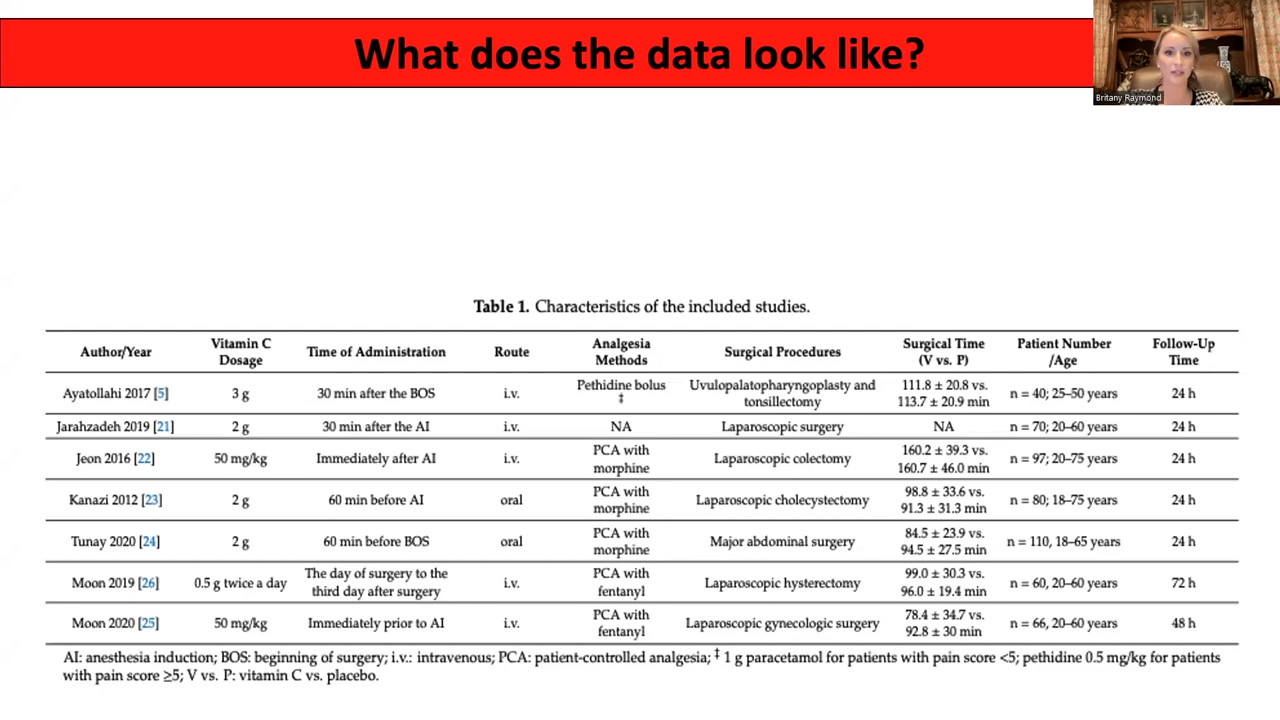 What does the data look like?
Britany Raymond
Table 1. Characteristics of the included studies.
Author/Year Vitamin C Dosage Time of Administration Route Analgesia Methods Surgical Procedures Surgical Time (V vs. P) Patient Number /Age Follow-Up Time
Ayatollahi 2017 [5] 3 g 30 min after the BOS i.v. Pethidine bolus ‡ Uvulopalatopharyngoplasty and tonsillectomy 111.8 ± 20.8 vs. 113.7 ± 20.9 min n = 40; 25–50 years 24 h
Jarahzadeh 2019 [21] 2 g 30 min after the AI i.v. NA Laparoscopic surgery NA n = 70; 20–60 years 24 h
Jeon 2016 [22] 50 mg/kg Immediately after AI i.v. PCA with morphine Laparoscopic colectomy 160.2 ± 39.3 vs. 160.7 ± 46.0 min n = 97; 20–75 years 24 h
Kanazi 2012 [23] 2 g 60 min before AI oral PCA with morphine Laparoscopic cholecystectomy 98.8 ± 33.6 vs. 91.3 ± 31.3 min n = 80; 18–75 years 24 h
Tunay 2020 [24] 2 g 60 min before BOS oral PCA with morphine Major abdominal surgery 84.5 ± 23.9 vs. 94.5 ± 27.5 min n = 110, 18–65 years 24 h
Moon 2019 [26] 0.5 g twice a day The day of surgery to the third day after surgery i.v. PCA with fentanyl Laparoscopic hysterectomy 99.0 ± 30.3 vs. 96.0 ± 19.4 min n = 60, 20–60 years 72 h
Moon 2020 [25] 50 mg/kg Immediately prior to AI i.v. PCA with fentanyl Laparoscopic gynecologic surgery 78.4 ± 34.7 vs. 92.8 ± 30 min n = 66, 20–60 years 48 h
AI: anesthesia induction; BOS: beginning of surgery; i.v.: intravenous; PCA: patient-controlled analgesia; ‡ 1 g paracetamol for patients with pain score <5; pethidine 0.5 mg/kg for patients
with pain score ≥5; V vs. P: vitamin C vs. placebo.